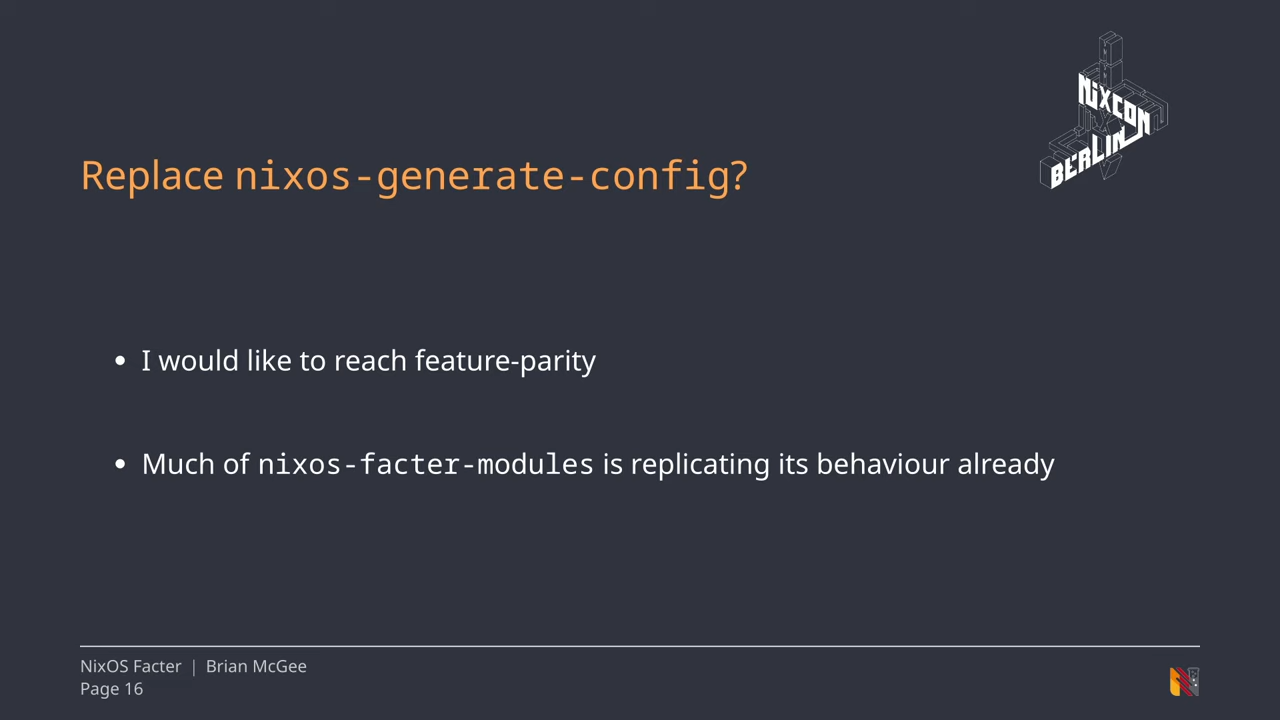 NixCon
Berlin
Replace nixos-generate-config?
• I would like to reach feature-parity
• Much of nixos-facter-modules is replicating its behaviour already
NixOS Facter | Brian McGee
Page 16